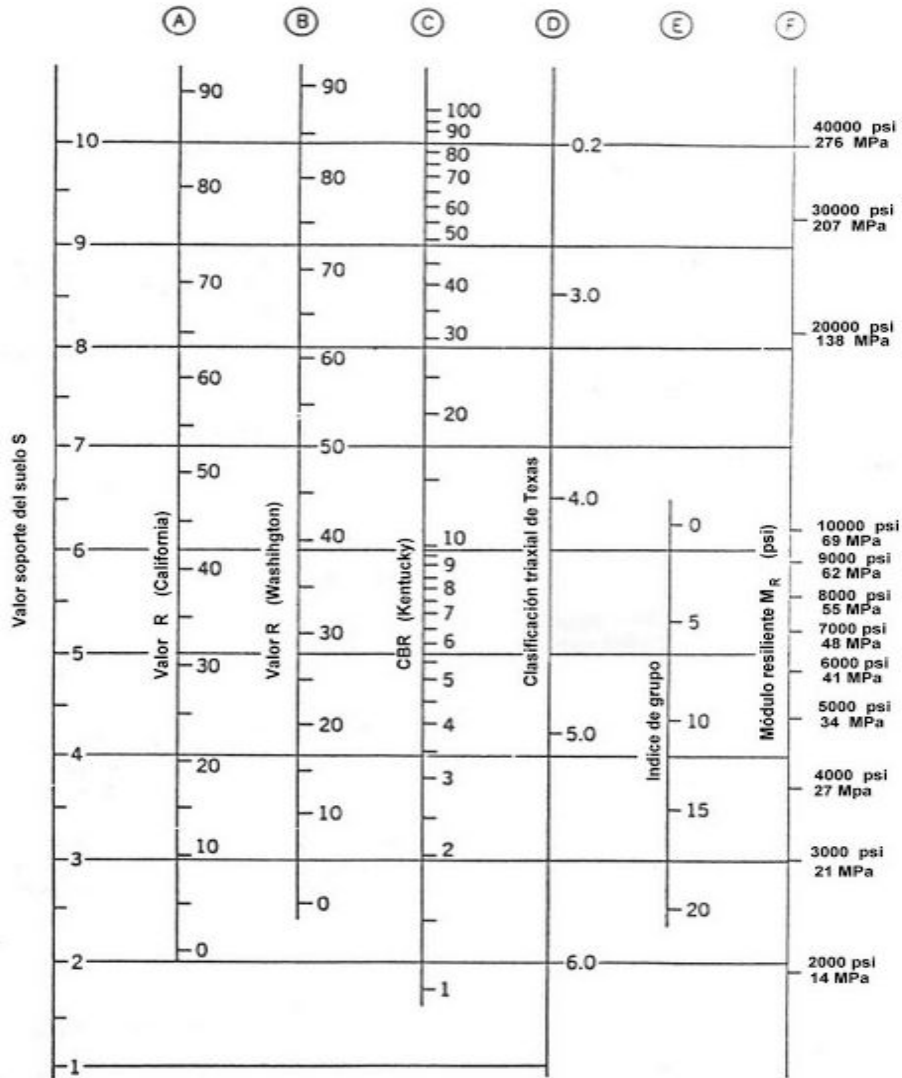 A B C D E F
Valor soporte del suelo S
10
9
8
7
6
5
4
3
2
1
Valor R (California)
90
80
70
60
50
40
30
20
10
0
Valor R (Washihgton)
90
80
70
60
50
40
30
20
10
0
CBR (Kentucky)
100
90
80
70
60
50
40
30
20
10
9
8
7
6
5
4
3
2
1
Clasificación triaxial de Texas
0.2
3.0
4.0
5.0
6.0
Indice de grupo
0
5
10
15
20
Módulo resiliente MR (psi)
40000 psi
276 MPa
30000 psi
207 MPa
20000 psi
138 MPa
10000 psi
69 MPa
9000 psi
62 MPa
8000 psi
55 MPa
7000 psi
48 MPa
6000 psi
41 MPa
5000 psi
34 MPa
4000 psi
27 Mpa
3000 psi
21 MPa
2000 psi
14 MPa